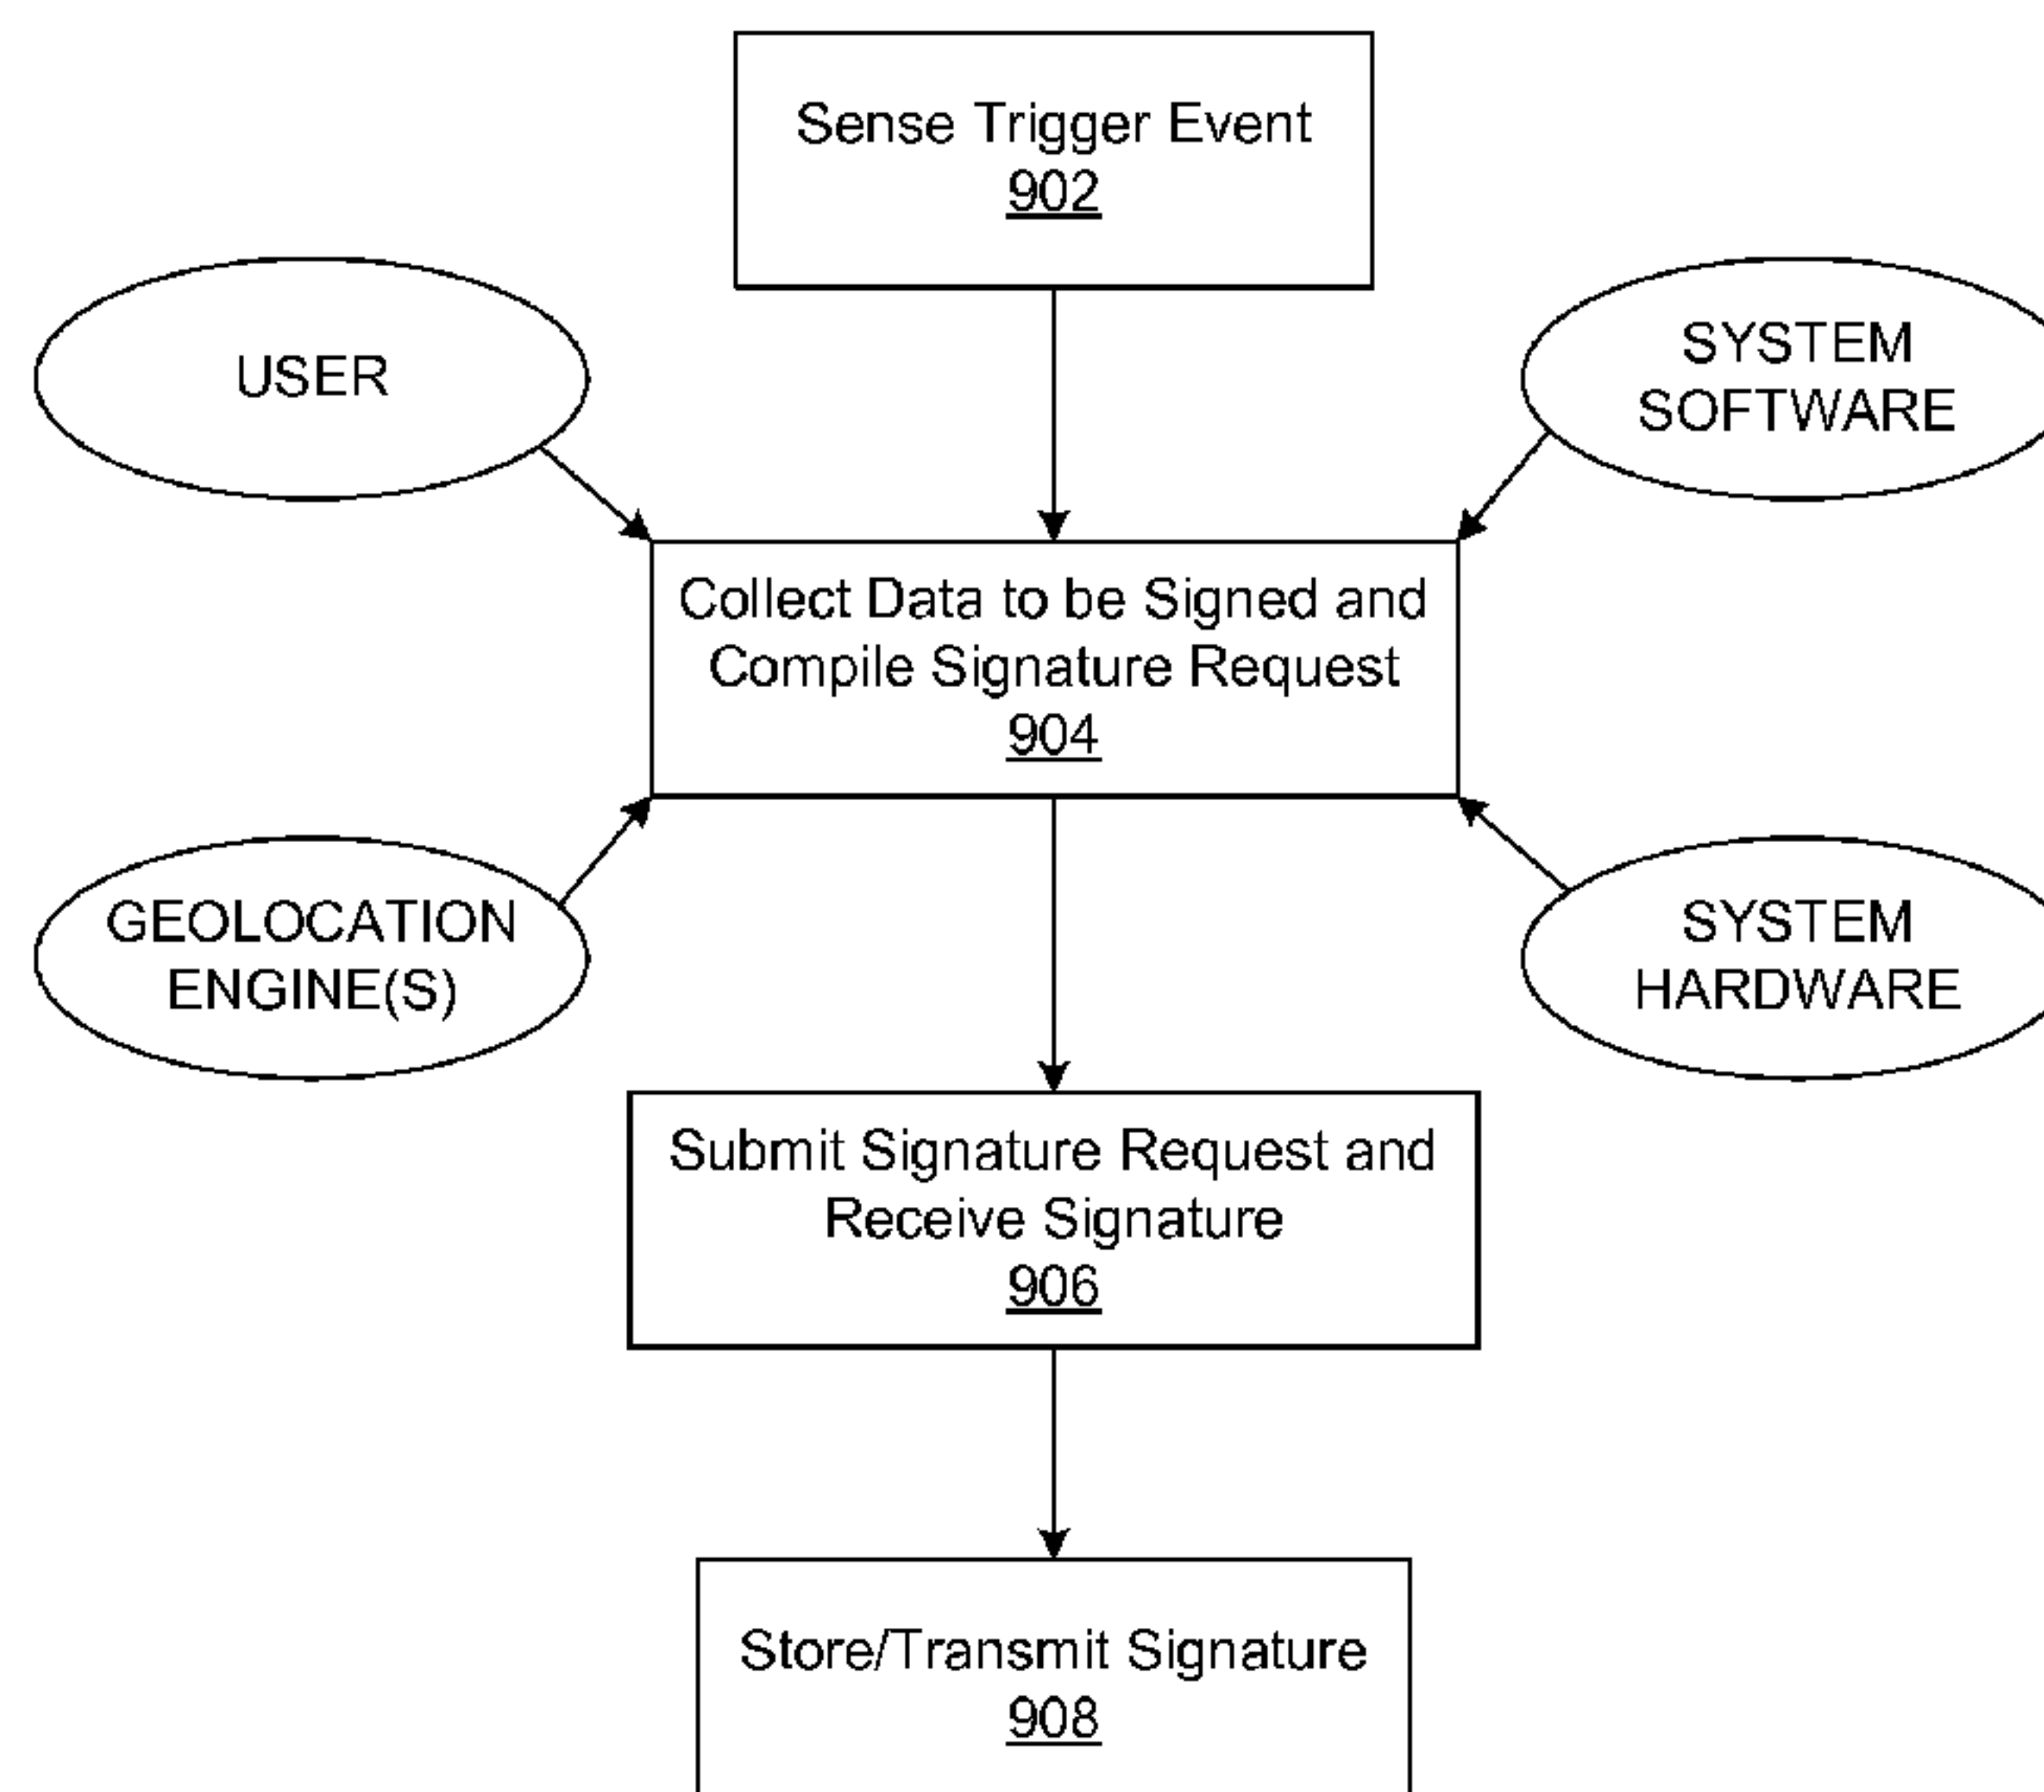 Sense Trigger Event
902
USER
SYSTEM
SOFTWARE
Collect Data to be Signed and
Compile Signature Request
904
GEOLOCATION
ENGINE(S)
SYSTEM
HARDWARE
Submit Signature Request and
Receive Signature
906
Store/Transmit Signature
908